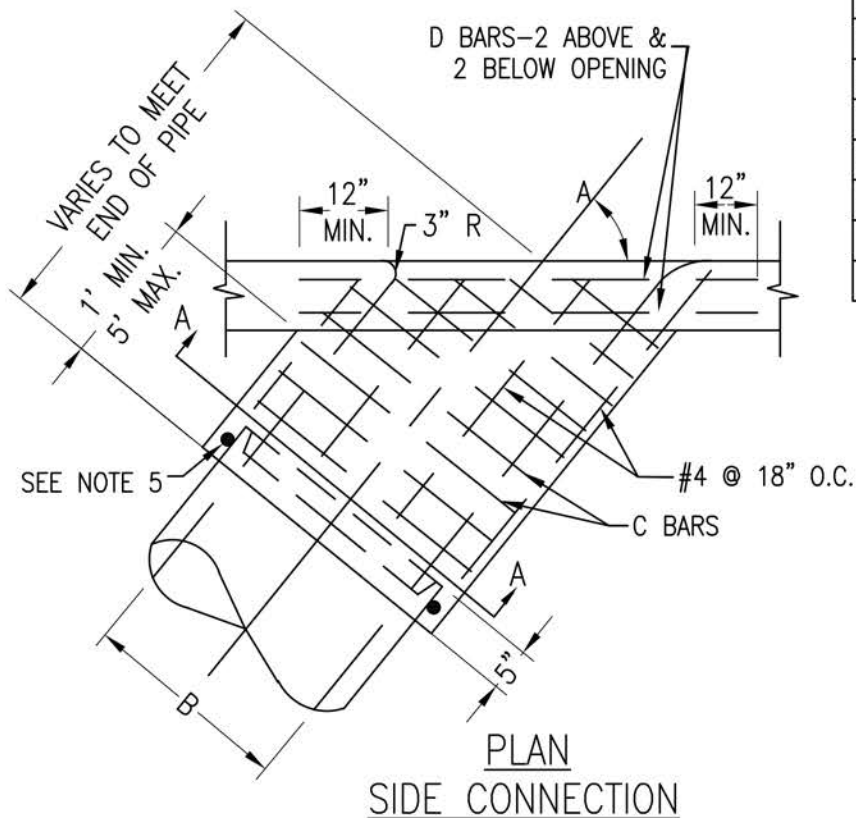 D BARS-2 ABOVE &
2 BELOW OPENING
VARIES TO MEET
END OF PIPE
1' MIN.
5' MAX.
12"
MIN.
3" R
A
12"
MIN.
A
SEE NOTE 5
#4 @ 18" O.C.
C BARS
A
5"
B
PLAN
SIDE CONNECTION